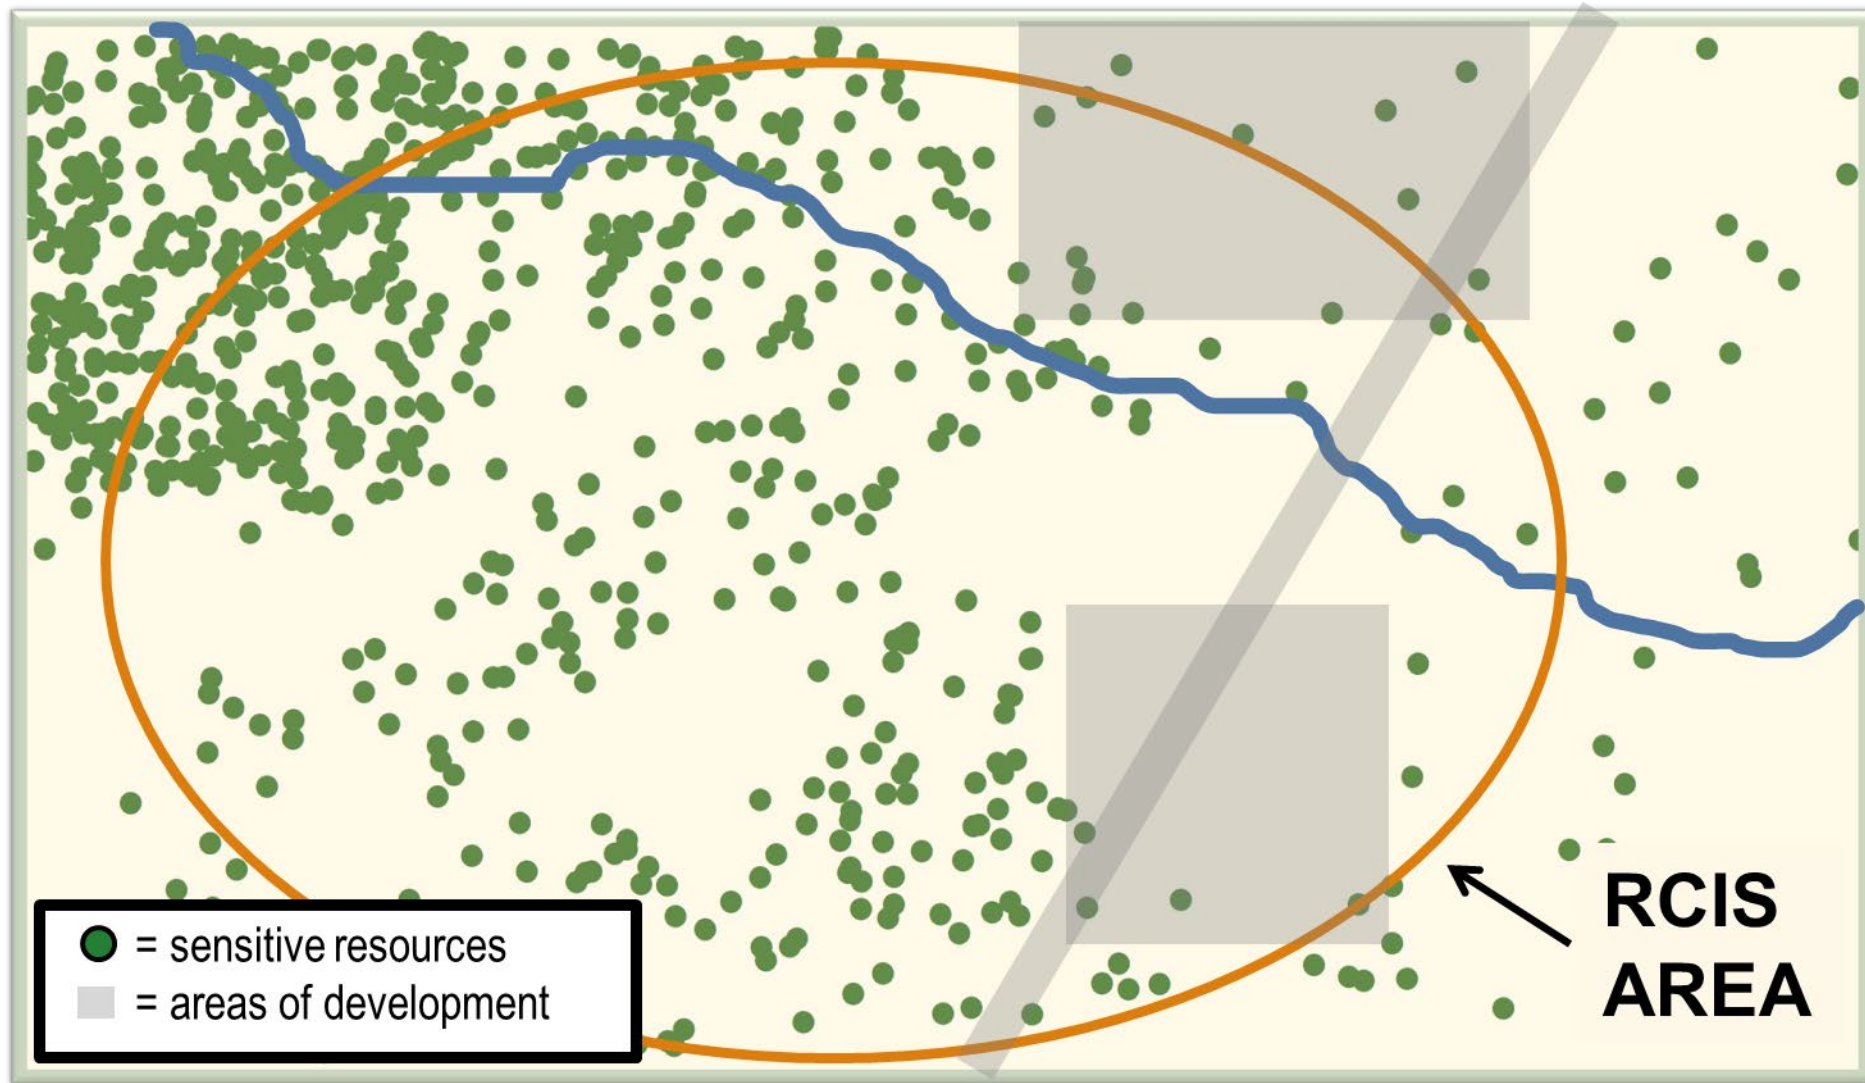 RCIS
AREA
= sensitive resources
= areas of development